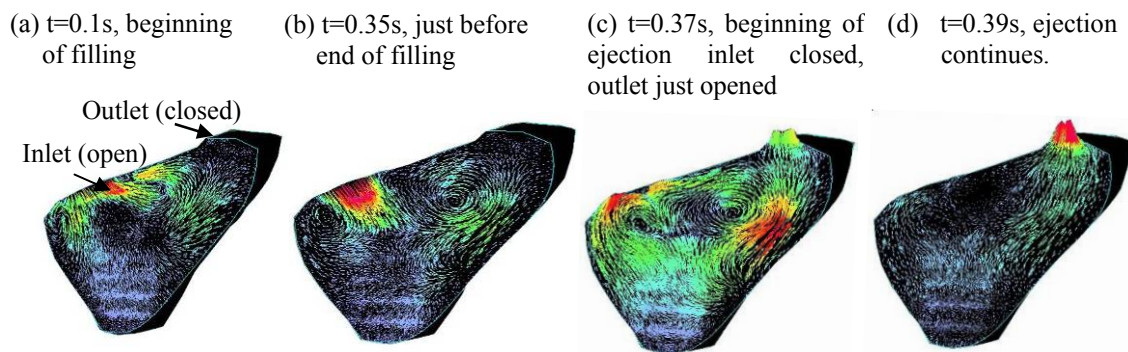 (a) t=0.1s, beginning
of filling
(b) t=0.35s, just before
end of filling
(c) t=0.37s, beginning of
ejection inlet closed,
outlet just opened
(d) t=0.39s, ejection
continues.
Outlet (closed)
Inlet (open)